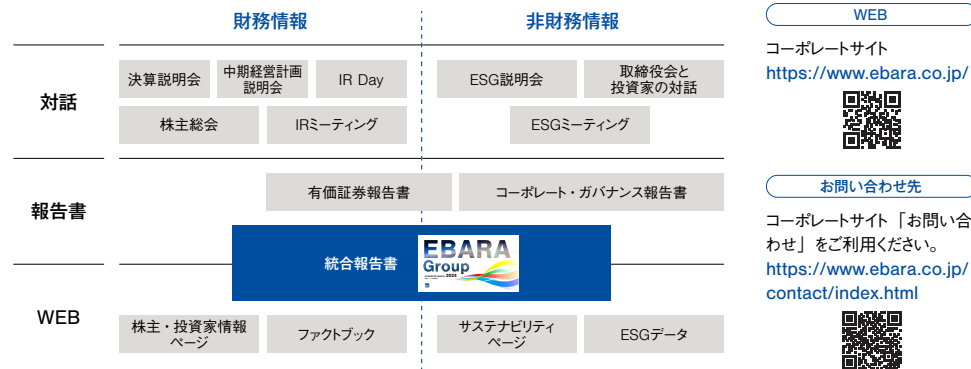 財務情報
非財務情報
対話
決算説明会
中期経営計画
説明会
IR Day
ESG説明会
取締役会と
投資家の対話
株主総会
IRミーティング
ESGミーティング
報告書
有価証券報告書
コーポレート・ガバナンス報告書
統合報告書
EBARA
Group
2024
WEB
株主・投資家情報
ページ
ファクトブック
サステナビリティ
ページ
ESGデータ
WEB
コーポレートサイト
https://www.ebara.co.jp/
お問い合わせ先
コーポレートサイト「お問い合
わせ」をご利用ください。
https://www.ebara.co.jp/
contact/index.html